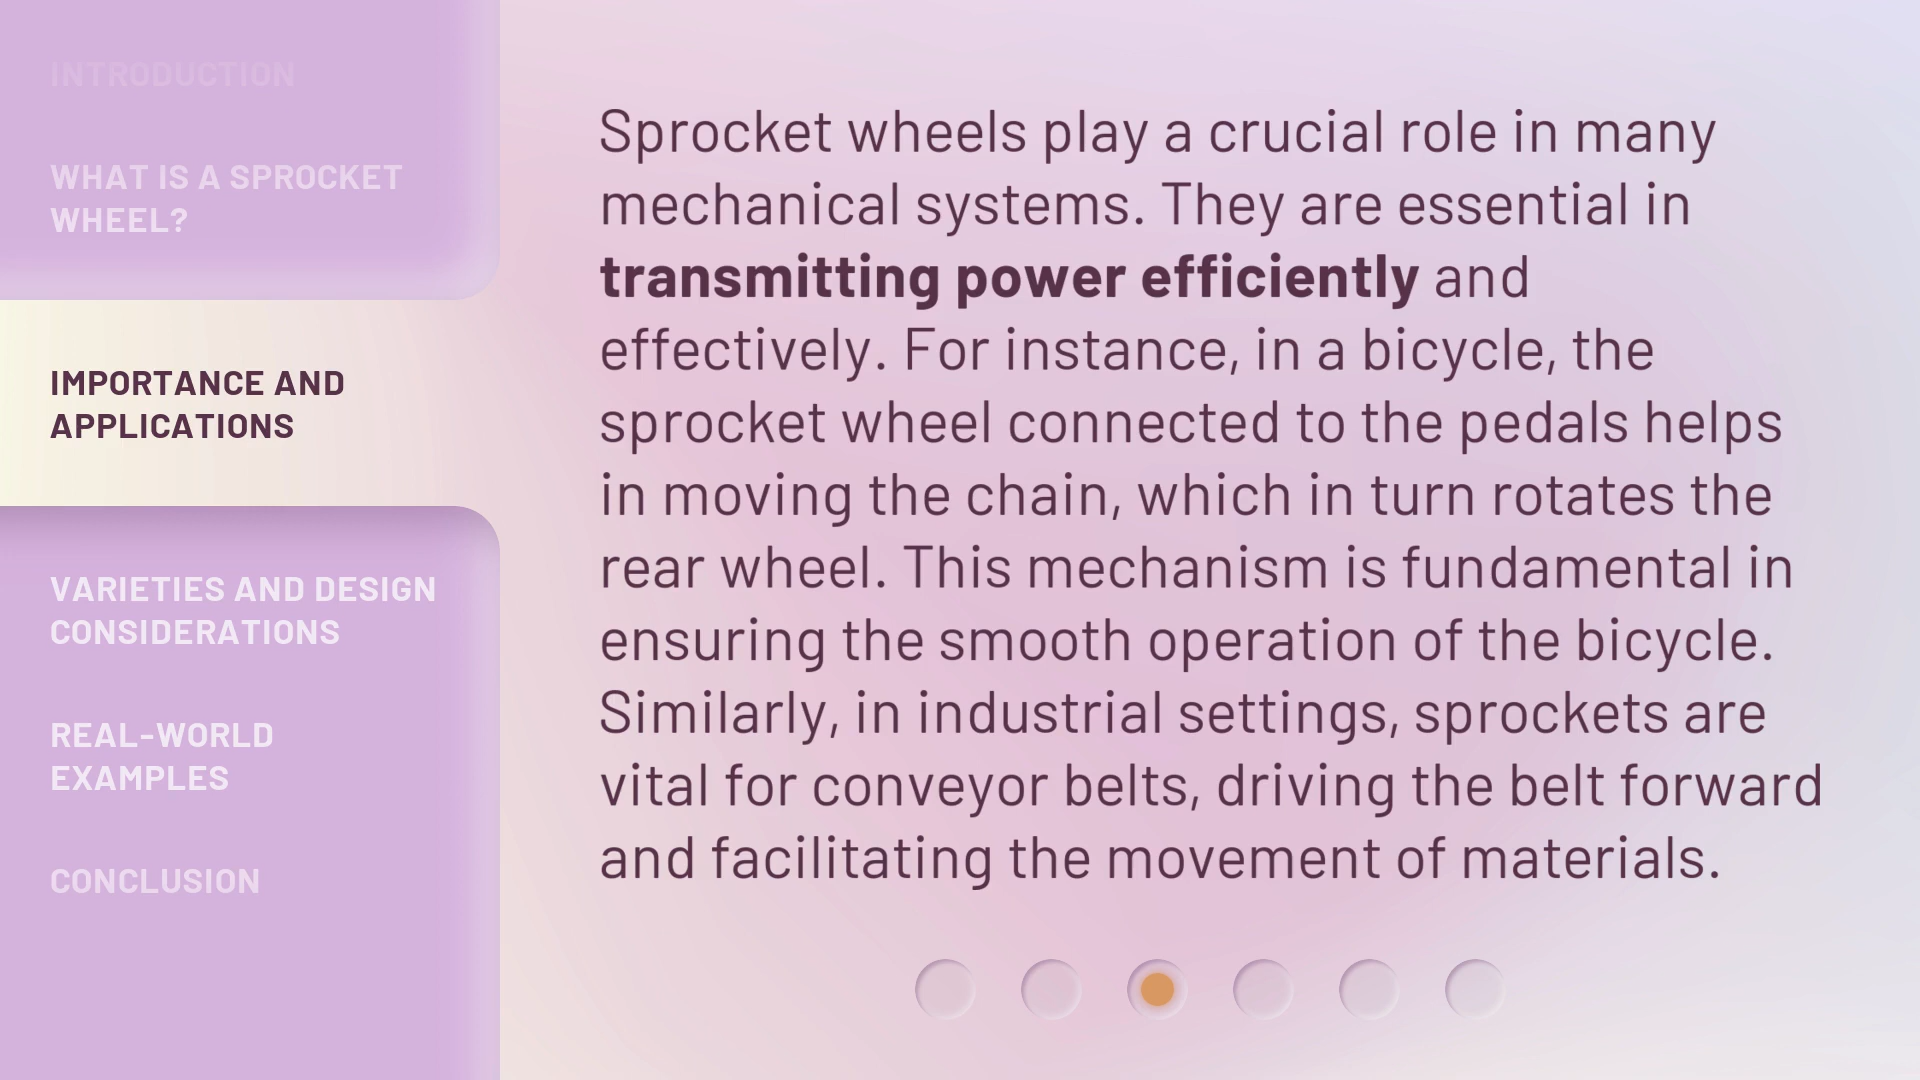 INTRODUCTION
WHAT IS A SPROCKET
WHEEL?
IMPORTANCE AND
APPLICATIONS
VARIETIES AND DESIGN
CONSIDERATIONS
REAL-WORLD
EXAMPLES
CONCLUSION
Sprocket wheels play a crucial role in many
mechanical systems. They are essential in
transmitting power efficiently and
effectively. For instance, in a bicycle, the
sprocket wheel connected to the pedals helps
in moving the chain, which in turn rotates the
rear wheel. This mechanism is fundamental in
ensuring the smooth operation of the bicycle.
Similarly, in industrial settings, sprockets are
vital for conveyor belts, driving the belt forward
and facilitating the movement of materials.